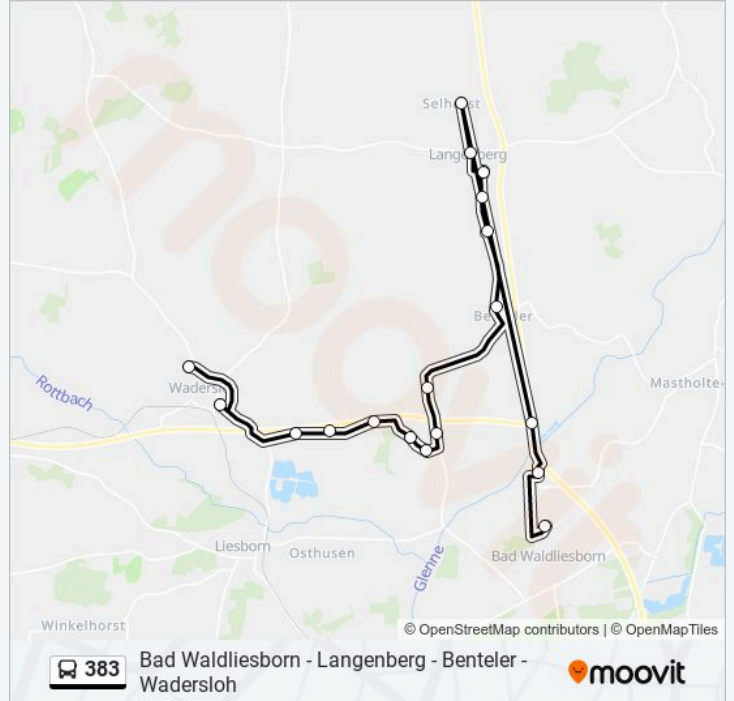 Selhorst
Langenberg
Benteler
Mastholte-
Rottbach
Wadersloh
Liesborn
Osthusen
Glenne
Bad Waldliesborn
Winkelhorst
moovit
© OpenStreetMap contributors | © OpenMapTiles
383
Bad Waldliesborn - Langenberg - Benteler -
Wadersloh
moovit